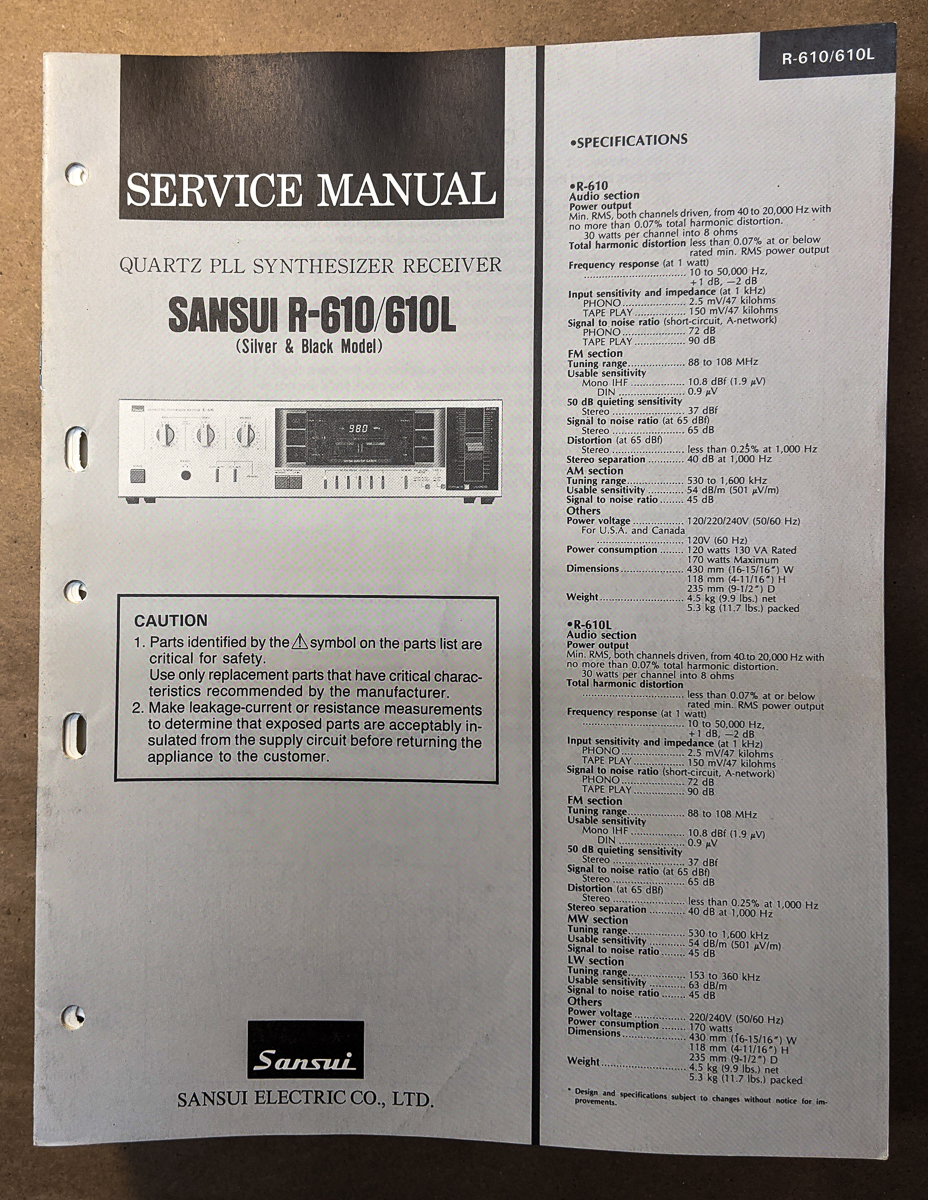 R-610/610L
SERVICE MANUAL
QUARTZ PLL SYNTHESIZER RECEIVER
SANSUI R-610/610L
(Silver & Black Model)
Sansui
980
CAUTION
1. Parts identified by the ⚠ symbol on the parts list are
critical for safety.
Use only replacement parts that have critical charac-
teristics recommended by the manufacturer.
2. Make leakage-current or resistance measurements
to determine that exposed parts are acceptably in-
sulated from the supply circuit before returning the
appliance to the customer.
Sansui
SANSUI ELECTRIC CO., LTD.
•SPECIFICATIONS
•R-610
Audio section
Power output
Min. RMS, both channels driven, from 40 to 20,000 Hz with
no more than 0.07% total harmonic distortion.
30 watts per channel into 8 ohms
Total harmonic distortion less than 0.07% at or below
rated min. RMS power output
Frequency response (at 1 watt)
............................ 10 to 50,000 Hz,
+1 dB, −2 dB
Input sensitivity and impedance (at 1 kHz)
PHONO................. 2.5 mV/47 kilohms
TAPE PLAY ............. 150 mV/47 kilohms
Signal to noise ratio (short-circuit, A-network)
PHONO................. 72 dB
TAPE PLAY ............. 90 dB
FM section
Tuning range.............. 88 to 108 MHz
Usable sensitivity
Mono IHF .............. 10.8 dBf (1.9 μV)
DIN ................. 0.9 μV
50 dB quieting sensitivity
Stereo .................. 37 dBf
Signal to noise ratio (at 65 dBf)
Stereo .................. 65 dB
Distortion (at 65 dBf)
Stereo .................. less than 0.25% at 1,000 Hz
Stereo separation ......... 40 dB at 1,000 Hz
AM section
Tuning range.............. 530 to 1,600 kHz
Usable sensitivity ......... 54 dB/m (501 μV/m)
Signal to noise ratio ....... 45 dB
Others
Power voltage ............. 120/220/240V (50/60 Hz)
For U.S.A. and Canada
...................... 120V (60 Hz)
Power consumption ........ 120 watts 130 VA Rated
170 watts Maximum
Dimensions................ 430 mm (16-15/16") W
118 mm (4-11/16") H
235 mm (9-1/2") D
Weight...................... 4.5 kg (9.9 lbs.) net
5.3 kg (11.7 lbs.) packed
•R-610L
Audio section
Power output
Min. RMS, both channels driven, from 40 to 20,000 Hz with
no more than 0.07% total harmonic distortion.
30 watts per channel into 8 ohms
Total harmonic distortion
.......................... less than 0.07% at or below
rated min. RMS power output
Frequency response (at 1 watt)
.......................... 10 to 50,000 Hz,
+1 dB, −2 dB
Input sensitivity and impedance (at 1 kHz)
PHONO................. 2.5 mV/47 kilohms
TAPE PLAY ............. 150 mV/47 kilohms
Signal to noise ratio (short-circuit, A-network)
PHONO................. 72 dB
TAPE PLAY ............. 90 dB
FM section
Tuning range.............. 88 to 108 MHz
Usable sensitivity
Mono IHF .............. 10.8 dBf (1.9 μV)
DIN ................. 0.9 μV
50 dB quieting sensitivity
Stereo .................. 37 dBf
Signal to noise ratio (at 65 dBf)
Stereo .................. 65 dB
Distortion (at 65 dBf)
Stereo .................. less than 0.25% at 1,000 Hz
Stereo separation ......... 40 dB at 1,000 Hz
MW section
Tuning range.............. 530 to 1,600 kHz
Usable sensitivity ......... 54 dB/m (501 μV/m)
Signal to noise ratio ....... 45 dB
LW section
Tuning range.............. 153 to 360 kHz
Usable sensitivity ......... 63 dB/m
Signal to noise ratio ....... 45 dB
Others
Power voltage ............. 220/240V (50/60 Hz)
Power consumption ........ 170 watts
Dimensions................ 430 mm (16-15/16") W
118 mm (4-11/16") H
235 mm (9-1/2") D
Weight...................... 4.5 kg (9.9 lbs.) net
5.3 kg (11.7 lbs.) packed
* Design and specifications subject to changes without notice for im-
provements.